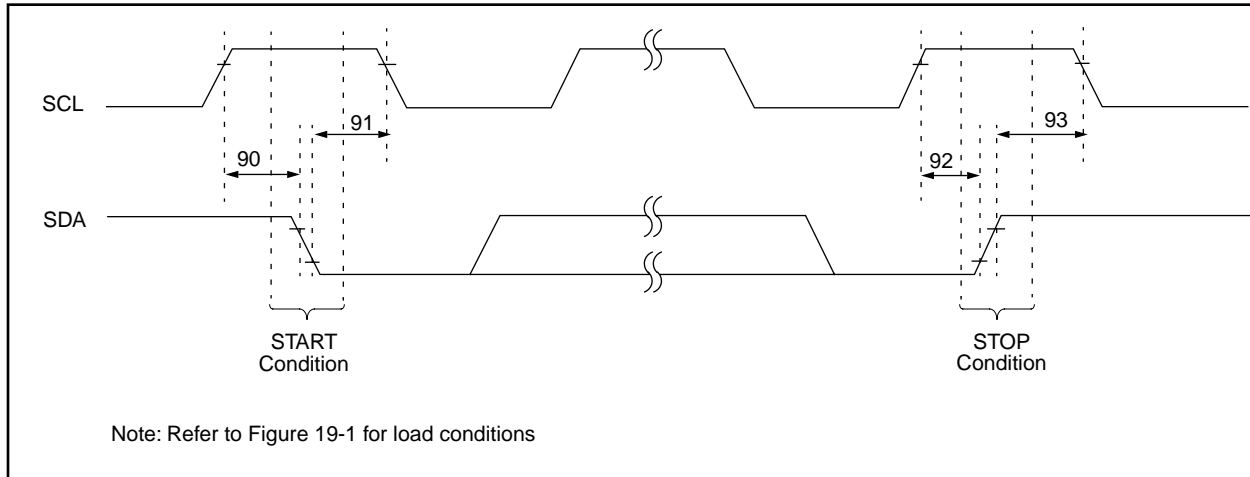 SCL
91
93
90
92
SDA
START
Condition
STOP
Condition
Note: Refer to Figure 19-1 for load conditions